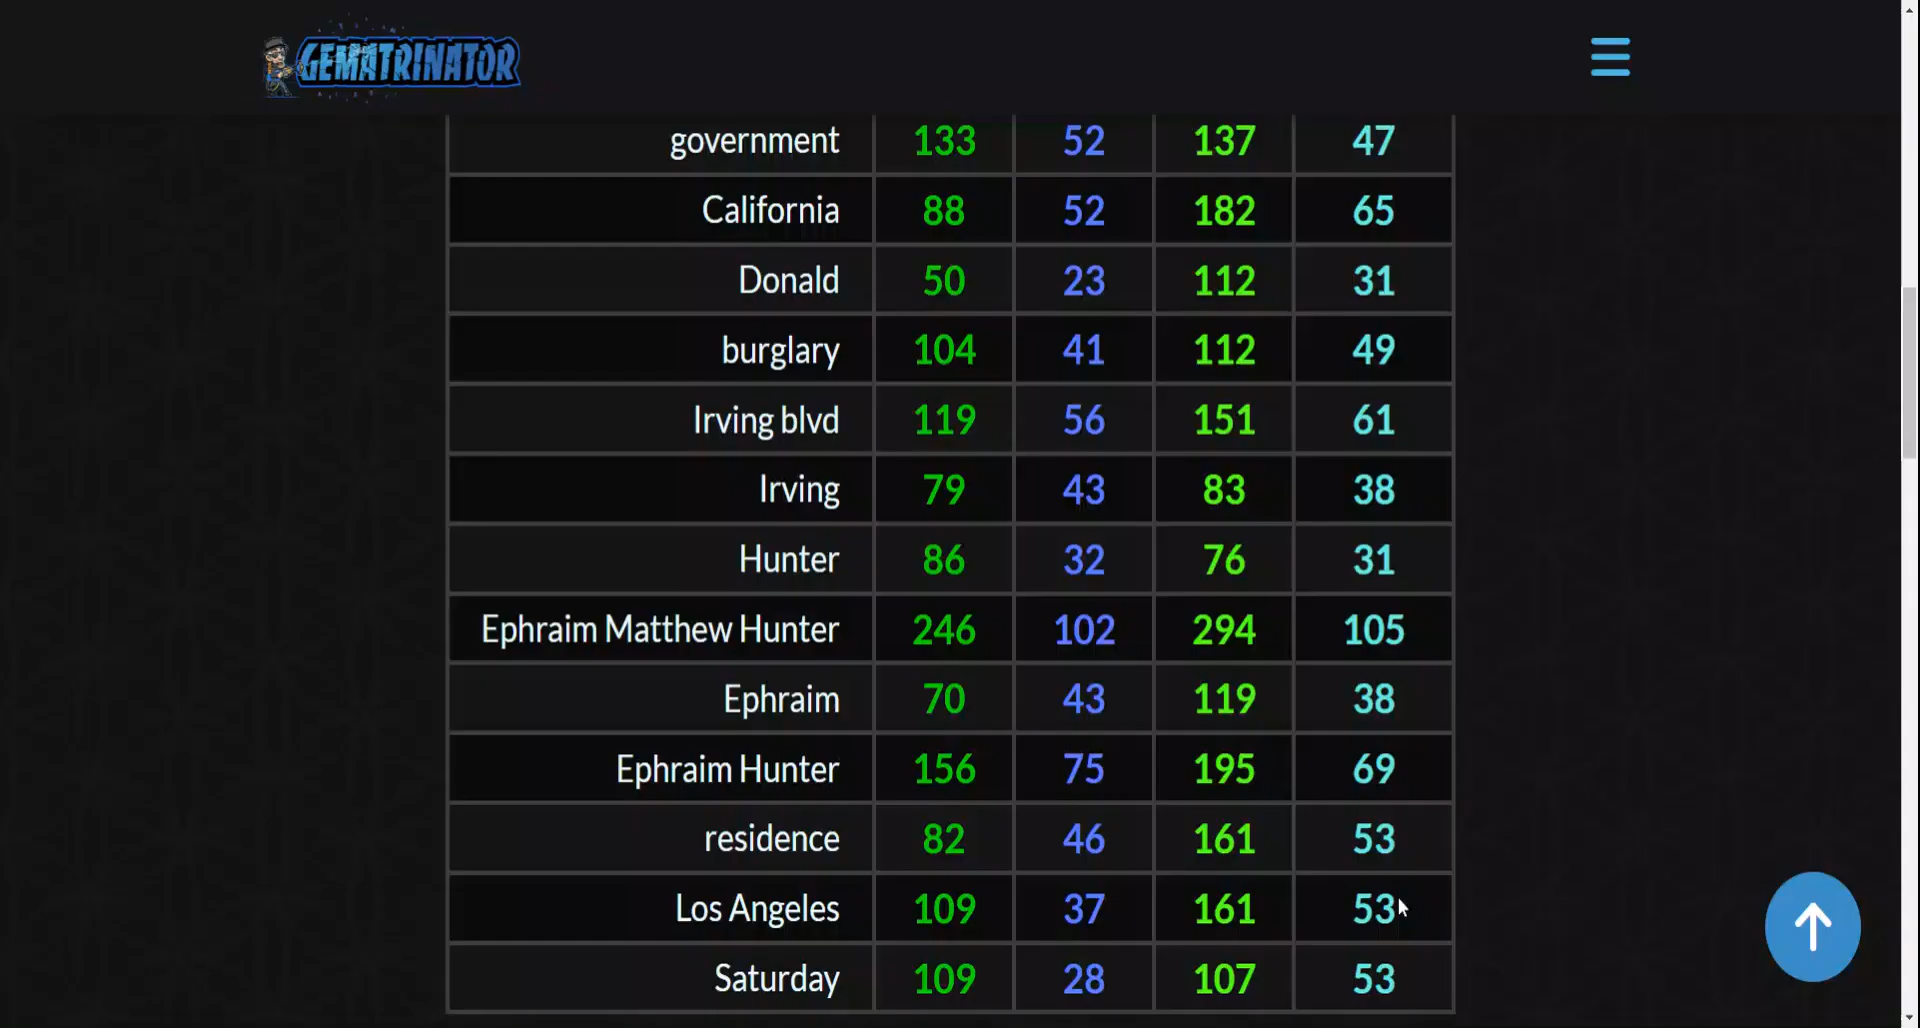 GEMATRINATOR
government 133 52 137 47
California 88 52 182 65
Donald 50 23 112 31
burglary 104 41 112 49
Irving blvd 119 56 151 61
Irving 79 43 83 38
Hunter 86 32 76 31
Ephraim Matthew Hunter 246 102 294 105
Ephraim 70 43 119 38
Ephraim Hunter 156 75 195 69
residence 82 46 161 53
Los Angeles 109 37 161 53
Saturday 109 28 107 53